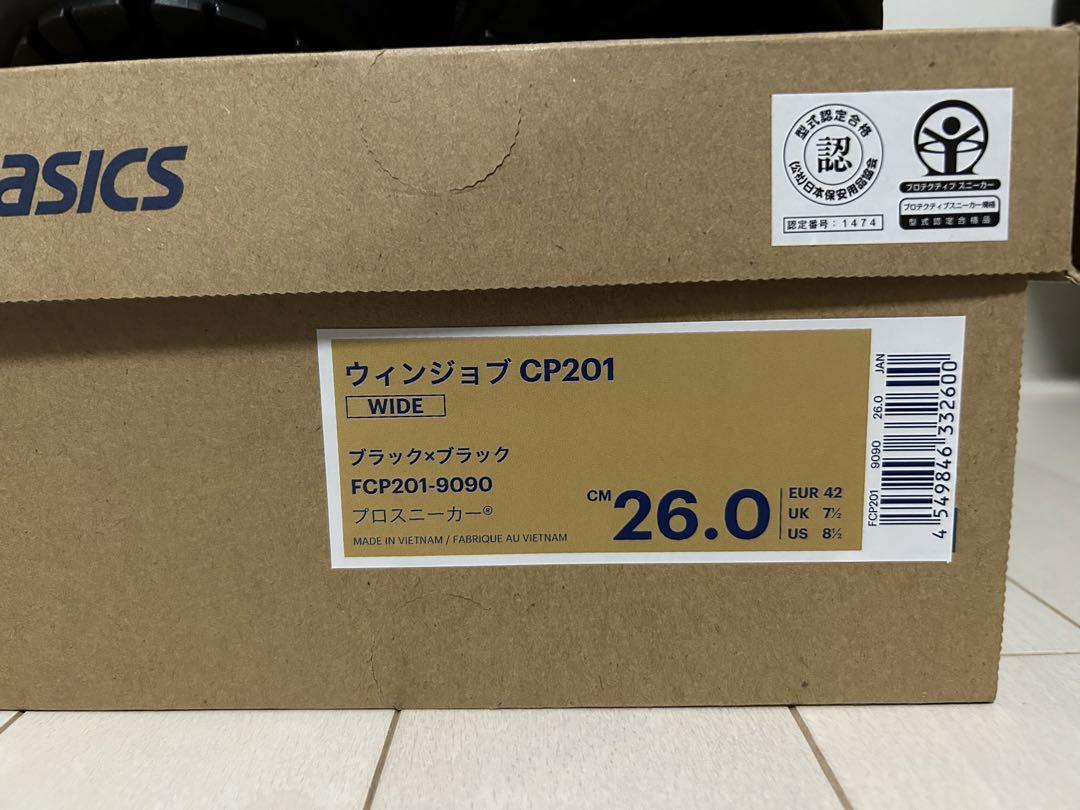 asics
型式認定合格
認
(公社)日本保安用品協会
認定番号：1474
プロテクティブ スニーカー
プロテクティブスニーカー規格
型式認定合格品
ウィンジョブ CP201
WIDE
ブラック×ブラック
FCP201-9090
プロスニーカー®
MADE IN VIETNAM / FABRIQUE AU VIETNAM
CM 26.0
EUR 42
UK 7½
US 8½
FCP201 9090 26.0 JAN
4 549846 332600